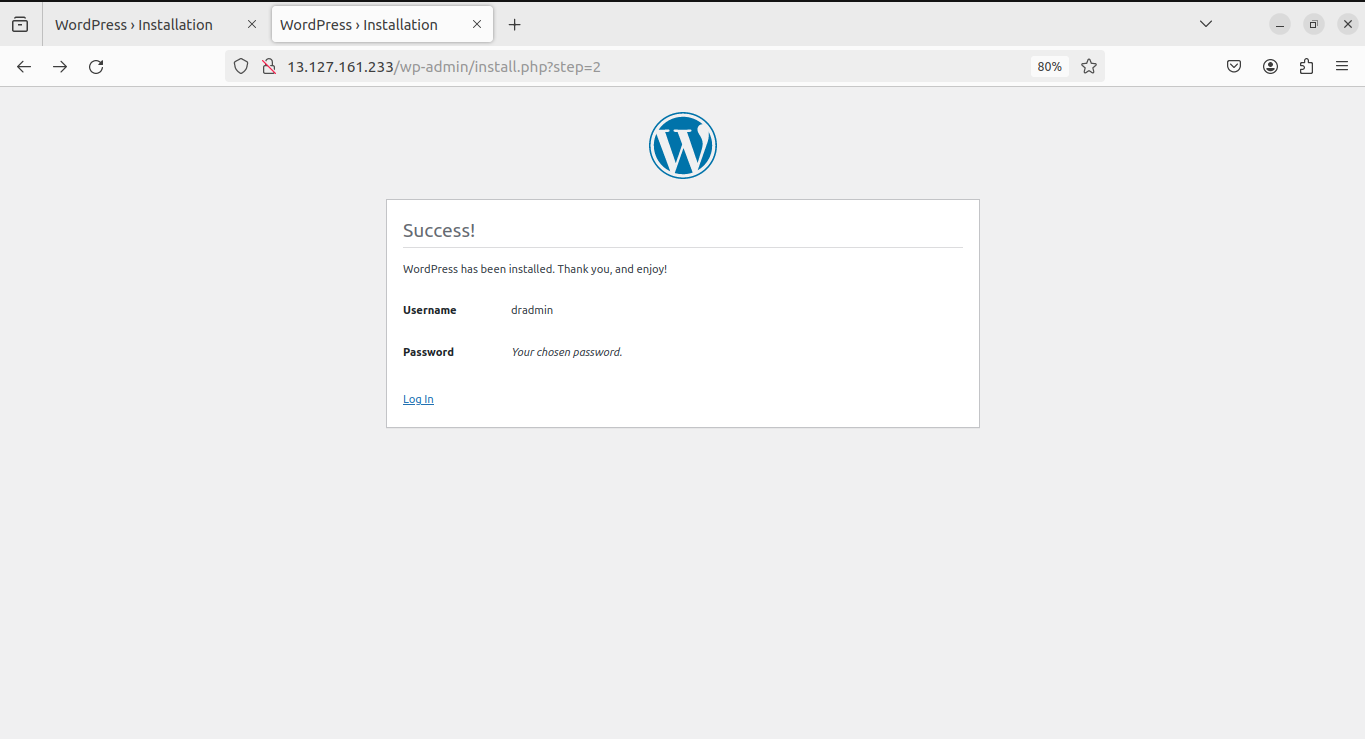 WordPress › Installation
WordPress › Installation
13.127.161.233/wp-admin/install.php?step=2
80%
Success!
WordPress has been installed. Thank you, and enjoy!
Username dradmin
Password Your chosen password.
Log In